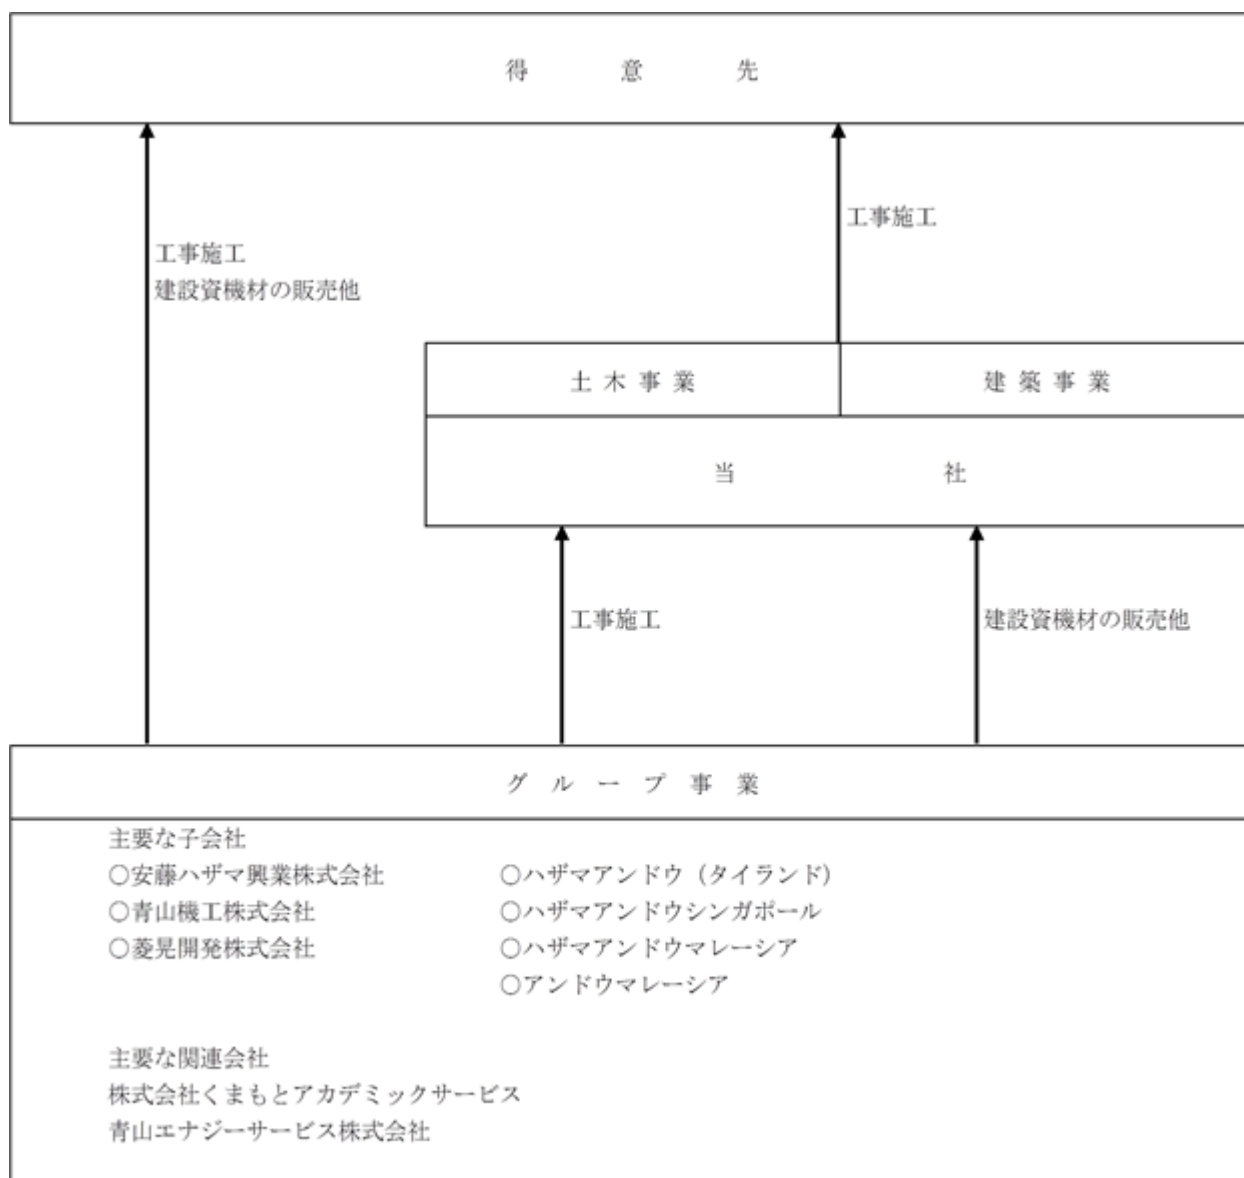 得意先
工事施工
工事施工
建設資機材の販売他
土木事業
建築事業
当社
工事施工
建設資機材の販売他
グループ事業
主要な子会社
○安藤ハザマ興業株式会社
○ハザマアンドウ（タイランド）
○青山機工株式会社
○ハザマアンドウシンガポール
○菱晃開発株式会社
○ハザマアンドウマレーシア
○アンドウマレーシア
主要な関連会社
株式会社くまもとアカデミックサービス
青山エナジーサービス株式会社